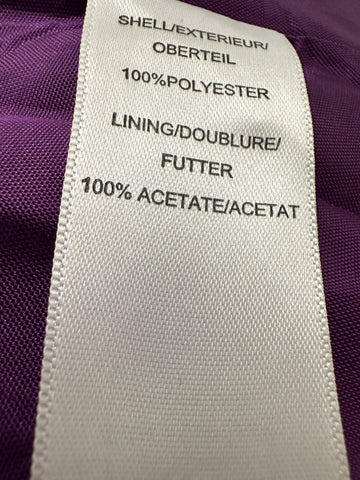 SHELL/EXTERIEUR/
OBERTEIL
100%POLYESTER
LINING/DOUBLURE/
FUTTER
100% ACETATE/ACETAT